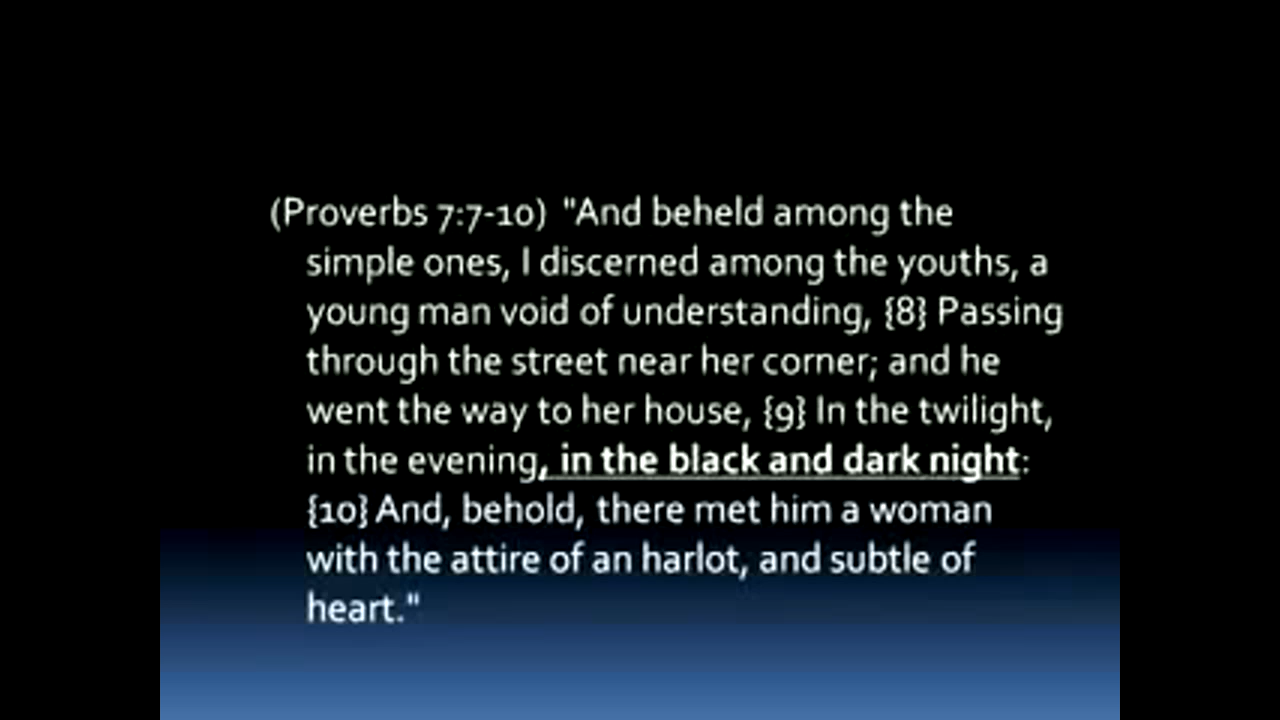 (Proverbs 7:7-10) "And beheld among the
simple ones, I discerned among the youths, a
young man void of understanding, {8} Passing
through the street near her corner; and he
went the way to her house, {9} In the twilight,
in the evening, in the black and dark night:
{10} And, behold, there met him a woman
with the attire of an harlot, and subtle of
heart."